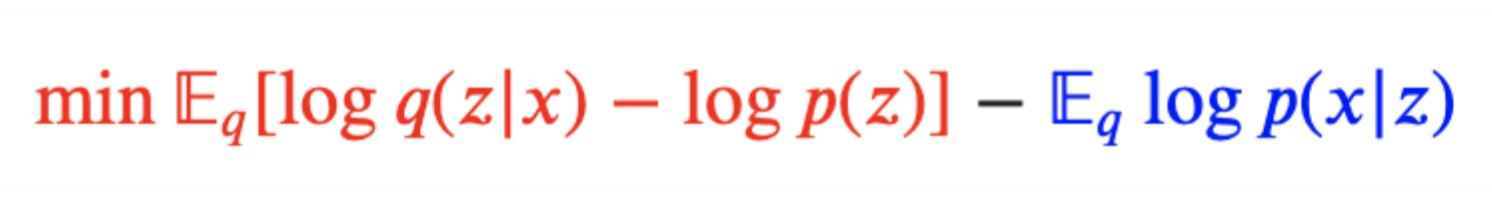 min 𝔼_q[log q(z|x) − log p(z)] − 𝔼_q log p(x|z)